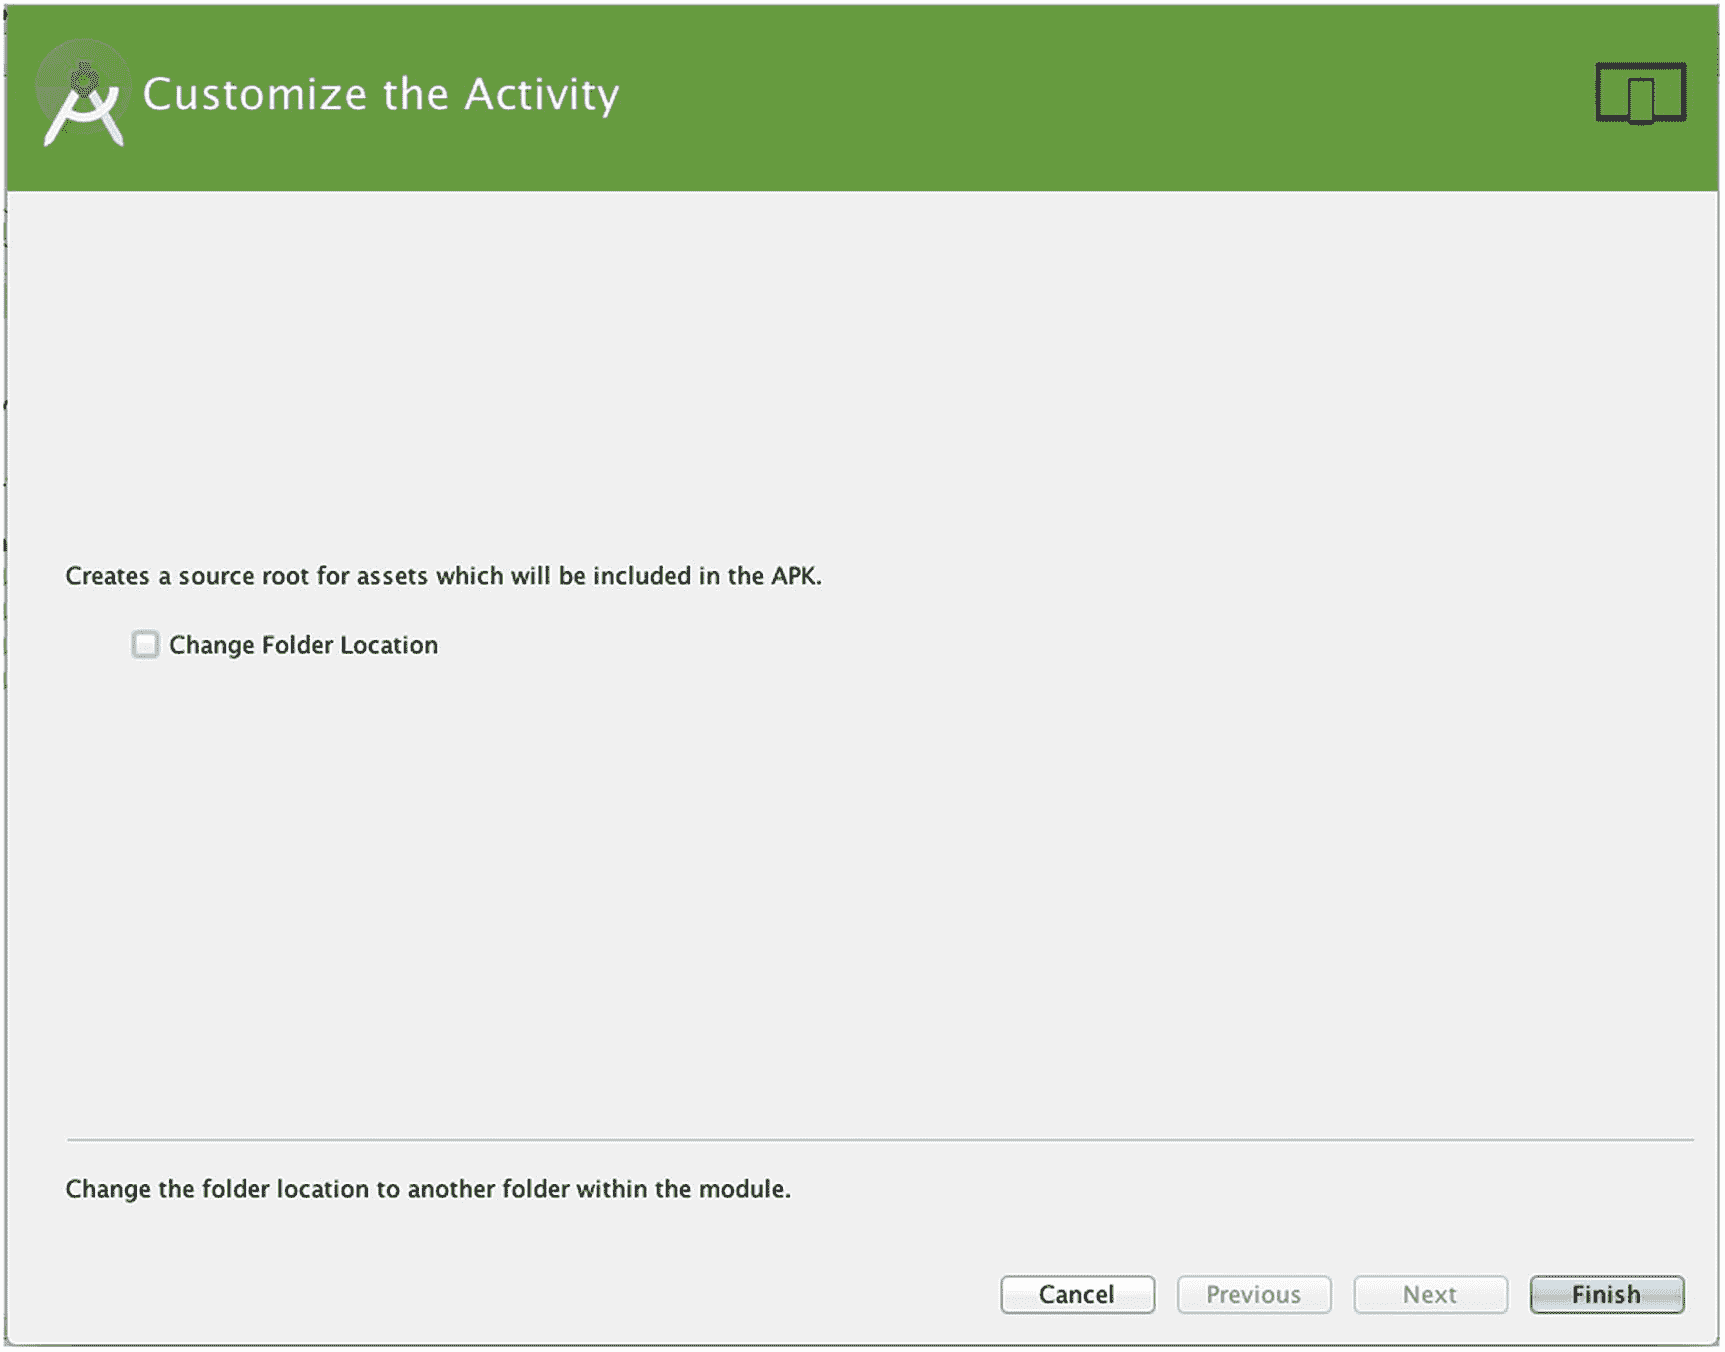 Customize the Activity
Creates a source root for assets which will be included in the APK.
Change Folder Location
Change the folder location to another folder within the module.
Cancel
Previous
Next
Finish